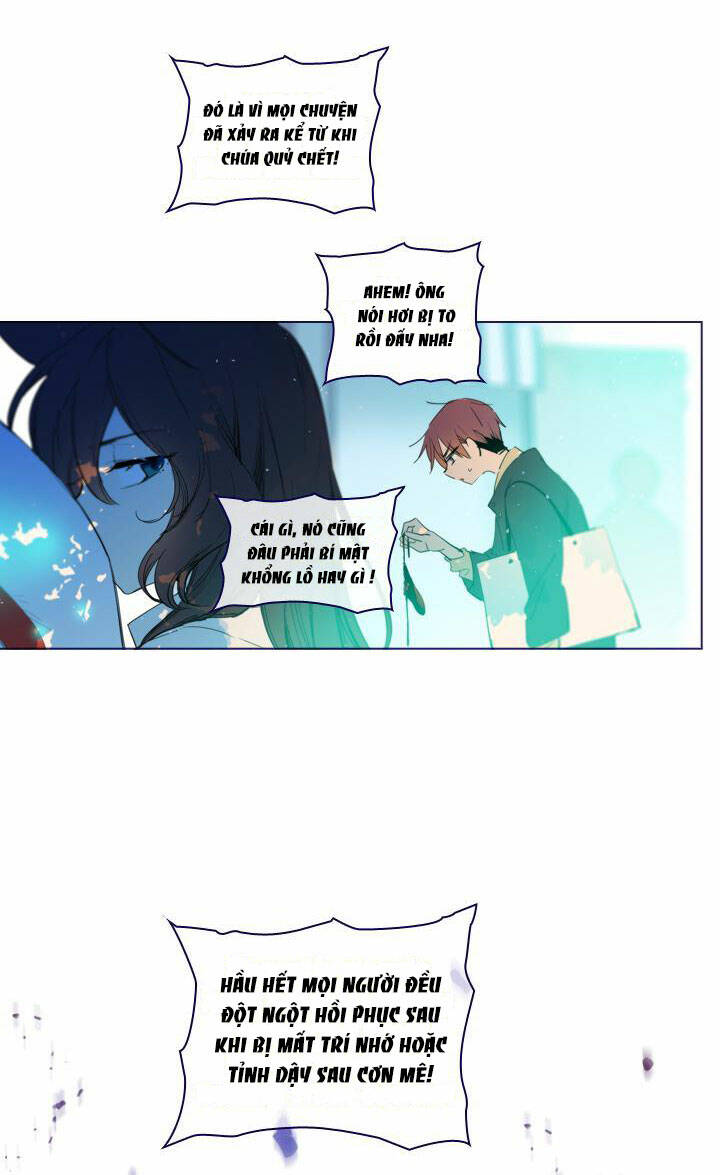 ĐÓ LÀ VÌ MỌI CHUYỆN
ĐÃ XẢY RA KỂ TỪ KHI
CHÚA QUỶ CHẾT!
AHEM! ÔNG
NÓI HƠI BỊ TO
RỒI ĐẤY NHA!
CÁI GÌ, NÓ CŨNG
ĐÂU PHẢI BÍ MẬT
KHỔNG LỒ HAY GÌ !
HẦU HẾT MỌI NGƯỜI ĐỀU
ĐỘT NGỘT HỒI PHỤC SAU
KHI BỊ MẤT TRÍ NHỚ HOẶC
TỈNH DẬY SAU CƠN MÊ!